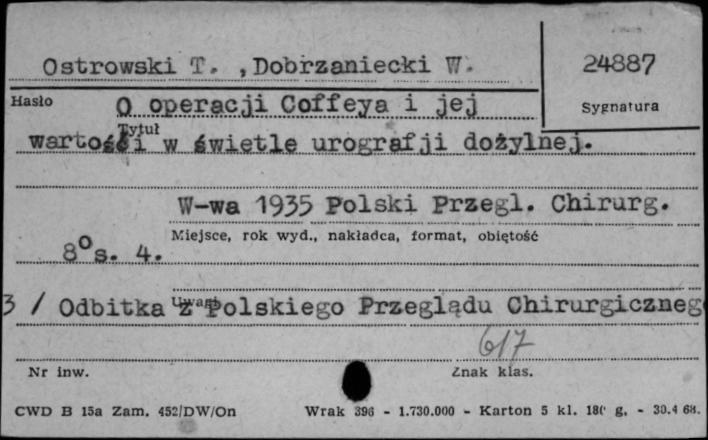 Ostrowski T. ,Dobrzaniecki W.
24887
Hasło
O operacji Coffeya i jej
Sygnatura
Tytuł
wartości w świetle urografji dożylnej.
W-wa 1935 Polski Przegl. Chirurg.
Miejsce, rok wyd., nakładca, format, objętość
8° s. 4.
Uwagi
3 / Odbitka z Polskiego Przeglądu Chirurgicznego
617
Nr inw.
Znak klas.
CWD B 15a Zam. 452/DW/On
Wrak 396 - 1.730.000 - Karton 5 kl. 180 g. - 30.4 68.